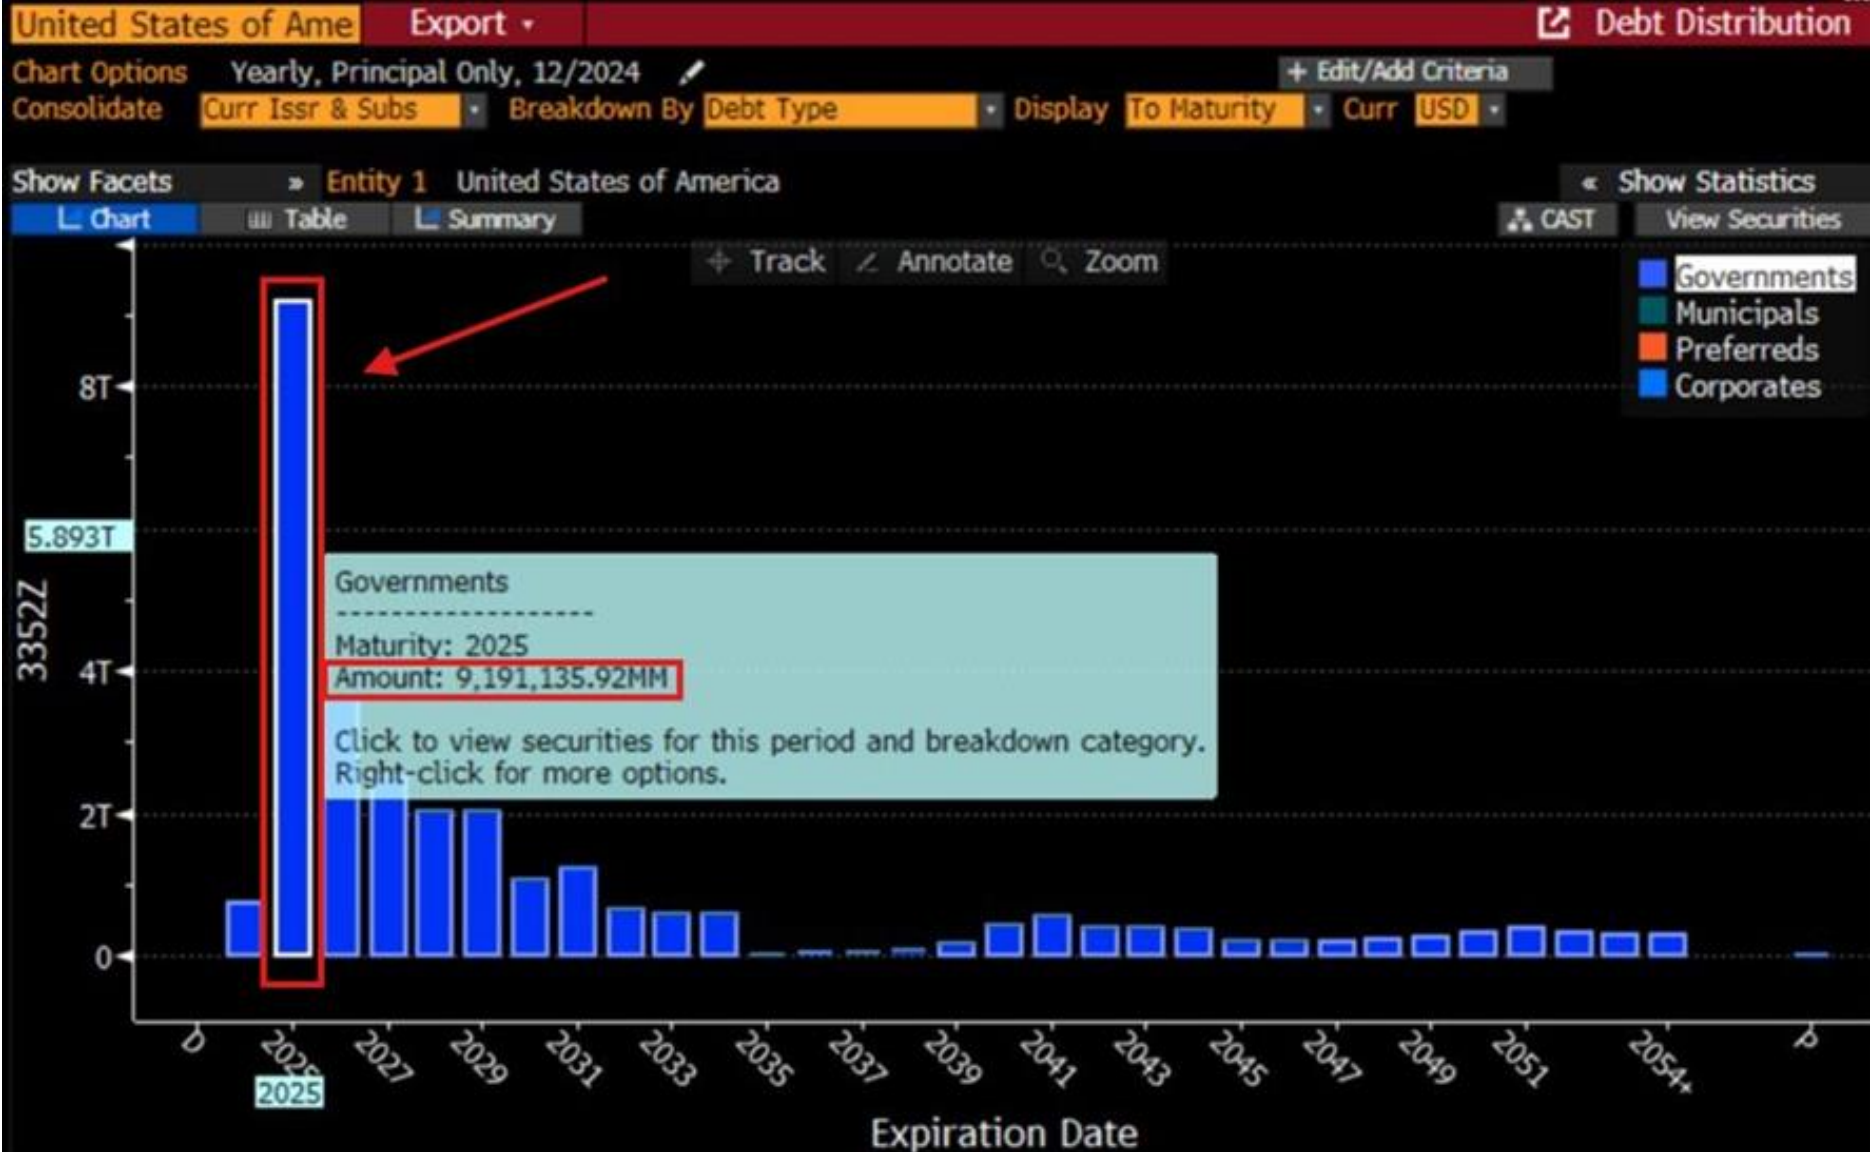 United States of Ame Export Debt Distribution
Chart Options Yearly, Principal Only, 12/2024 + Edit/Add Criteria
Consolidate Curr Issr & Subs Breakdown By Debt Type Display To Maturity Curr USD
Show Facets » Entity 1 United States of America « Show Statistics
Chart Table Summary CAST View Securities
Track Annotate Zoom
Governments
Municipals
Preferreds
Corporates
8T
5.893T
3352Z
4T
2T
0
Governments
-------------------
Maturity: 2025
Amount: 9,191,135.92MM
Click to view securities for this period and breakdown category.
Right-click for more options.
D 2025 2027 2029 2031 2033 2035 2037 2039 2041 2043 2045 2047 2049 2051 2054+ P
2025
Expiration Date